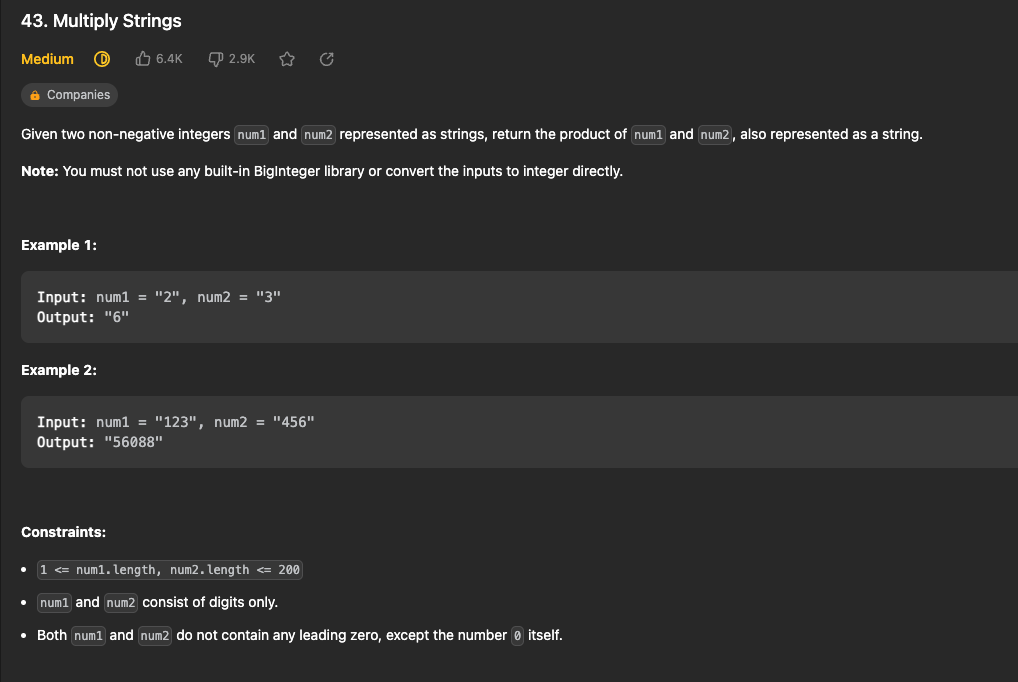 43. Multiply Strings
Medium 6.4K 2.9K
Companies
Given two non-negative integers num1 and num2 represented as strings, return the product of num1 and num2, also represented as a string.
Note: You must not use any built-in BigInteger library or convert the inputs to integer directly.
Example 1:
Input: num1 = "2", num2 = "3"
Output: "6"
Example 2:
Input: num1 = "123", num2 = "456"
Output: "56088"
Constraints:
• 1 <= num1.length, num2.length <= 200
• num1 and num2 consist of digits only.
• Both num1 and num2 do not contain any leading zero, except the number 0 itself.